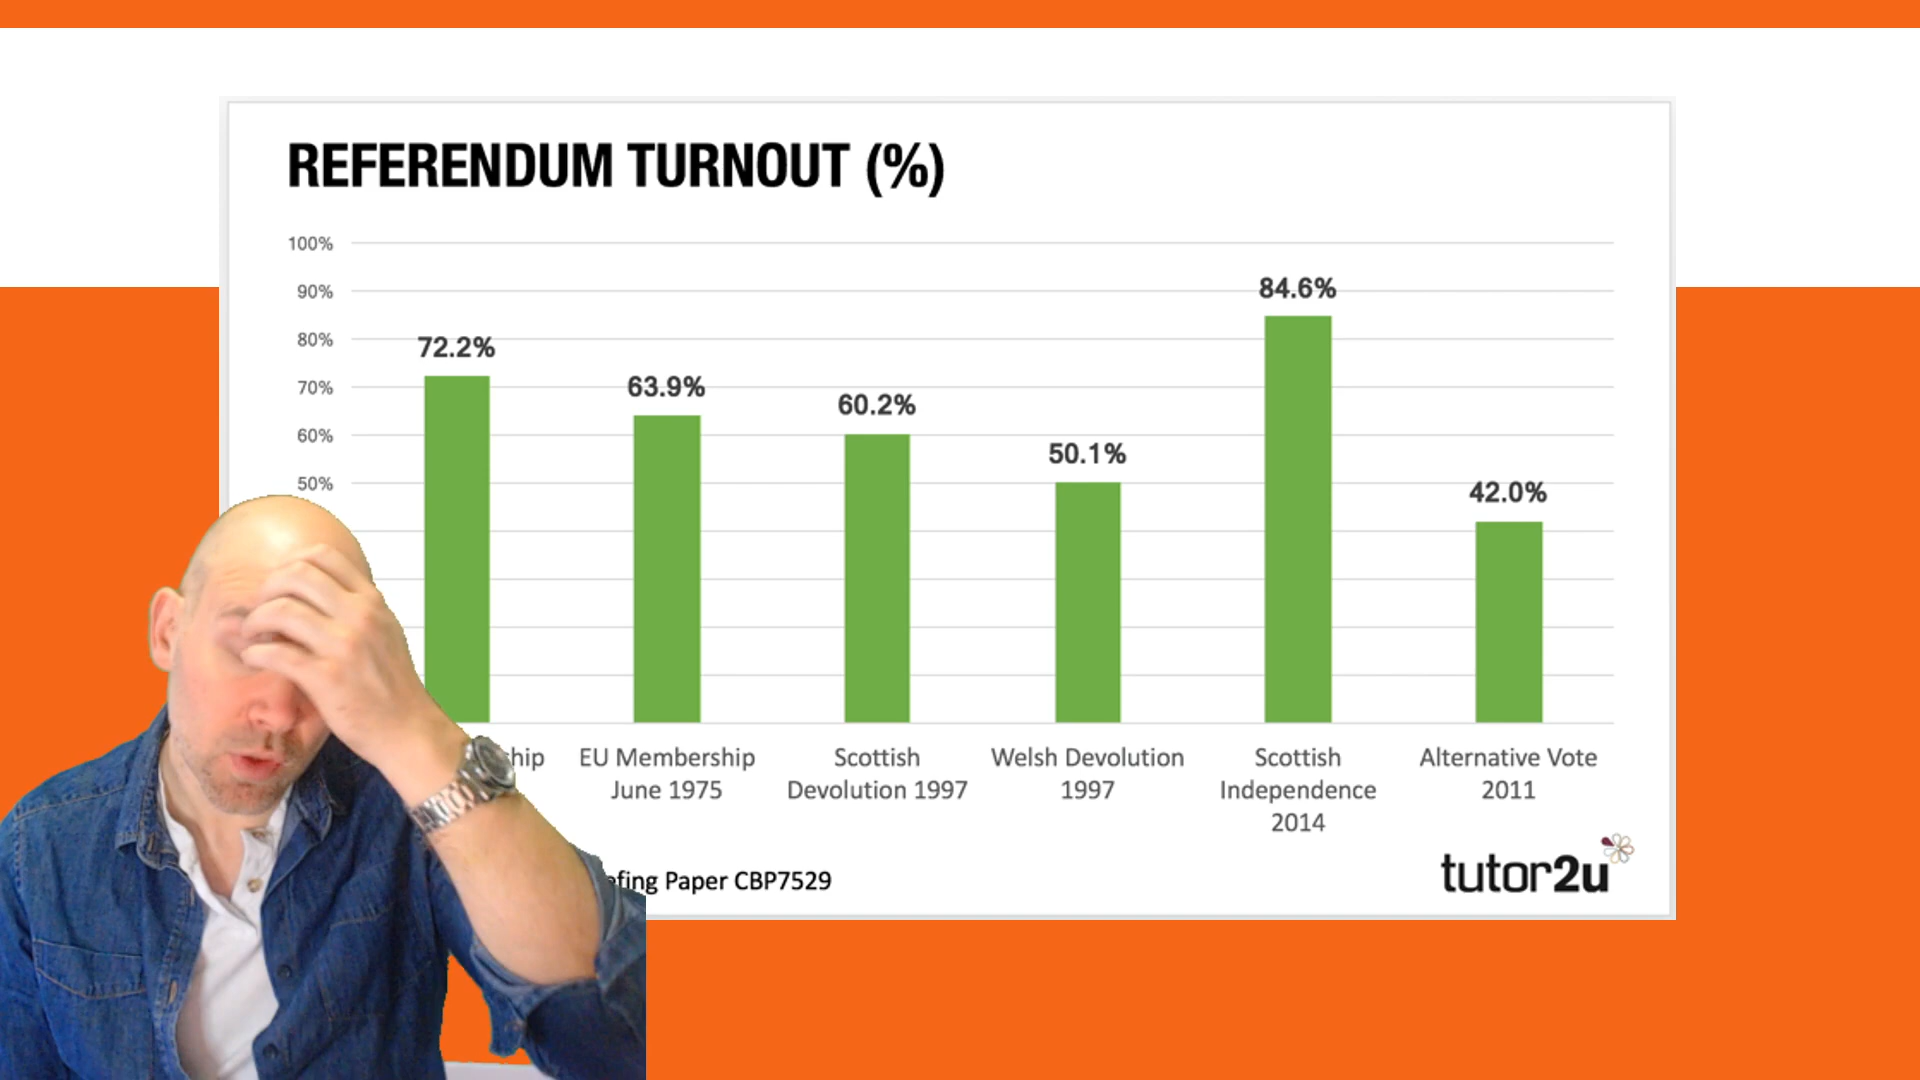 REFERENDUM TURNOUT (%)
100%
90%
80%
70%
60%
50%
72.2%
63.9%
60.2%
50.1%
84.6%
42.0%
EU Membership
June 1975
Scottish
Devolution 1997
Welsh Devolution
1997
Scottish
Independence
2014
Alternative Vote
2011
Paper CBP7529
tutor2u